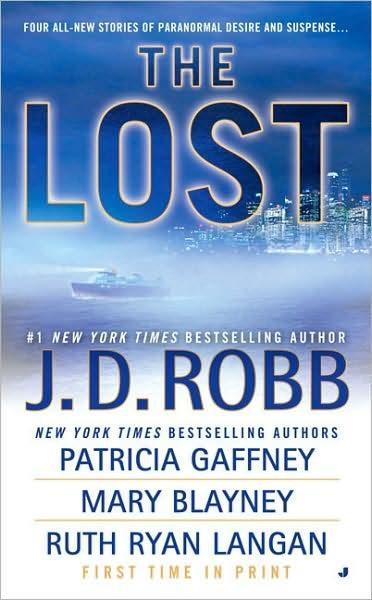 FOUR ALL-NEW STORIES OF PARANORMAL DESIRE AND SUSPENSE...
THE
LOST
#1 NEW YORK TIMES BESTSELLING AUTHOR
J.D. ROBB
NEW YORK TIMES BESTSELLING AUTHORS
PATRICIA GAFFNEY
MARY BLAYNEY
RUTH RYAN LANGAN
FIRST TIME IN PRINT
J